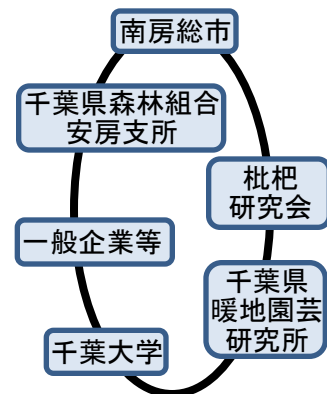 南房総市
千葉県森林組合
安房支所
枇杷
研究会
一般企業等
千葉県
暖地園芸
研究所
千葉大学